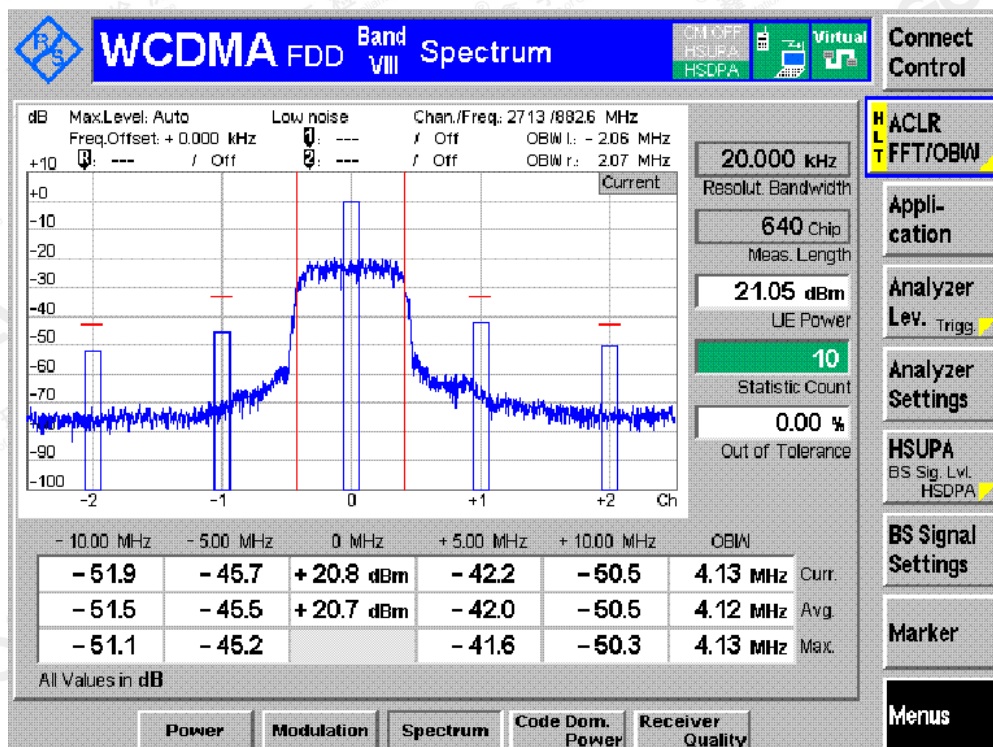 R S
WCDMA FDD Band VIII Spectrum
CM OFF
HSUPA
HSDPA
Virtual
Connect
Control
dB Max.Level: Auto Low noise Chan./Freq.: 2713 /882.6 MHz
Freq.Offset: + 0.000 kHz 1: --- / Off OBW l.: - 2.06 MHz
+10 R: --- / Off 2: --- / Off OBW r.: 2.07 MHz
Current
+0
-10
-20
-30
-40
-50
-60
-70
-90
-100
-2 -1 0 +1 +2 Ch
20.000 kHz
Resolut. Bandwidth
640 Chip
Meas. Length
21.05 dBm
UE Power
10
Statistic Count
0.00 %
Out of Tolerance
H
L
T
ACLR
FFT/OBW
Appli-
cation
Analyzer
Lev. Trigg.
Analyzer
Settings
HSUPA
BS Sig. Lvl.
HSDPA
BS Signal
Settings
Marker
Menus
- 10.00 MHz - 5.00 MHz 0 MHz + 5.00 MHz + 10.00 MHz OBW
- 51.9 - 45.7 + 20.8 dBm - 42.2 - 50.5 4.13 MHz Curr.
- 51.5 - 45.5 + 20.7 dBm - 42.0 - 50.5 4.12 MHz Avg.
- 51.1 - 45.2 - 41.6 - 50.3 4.13 MHz Max.
All Values in dB
Power
Modulation
Spectrum
Code Dom.
Power
Receiver
Quality